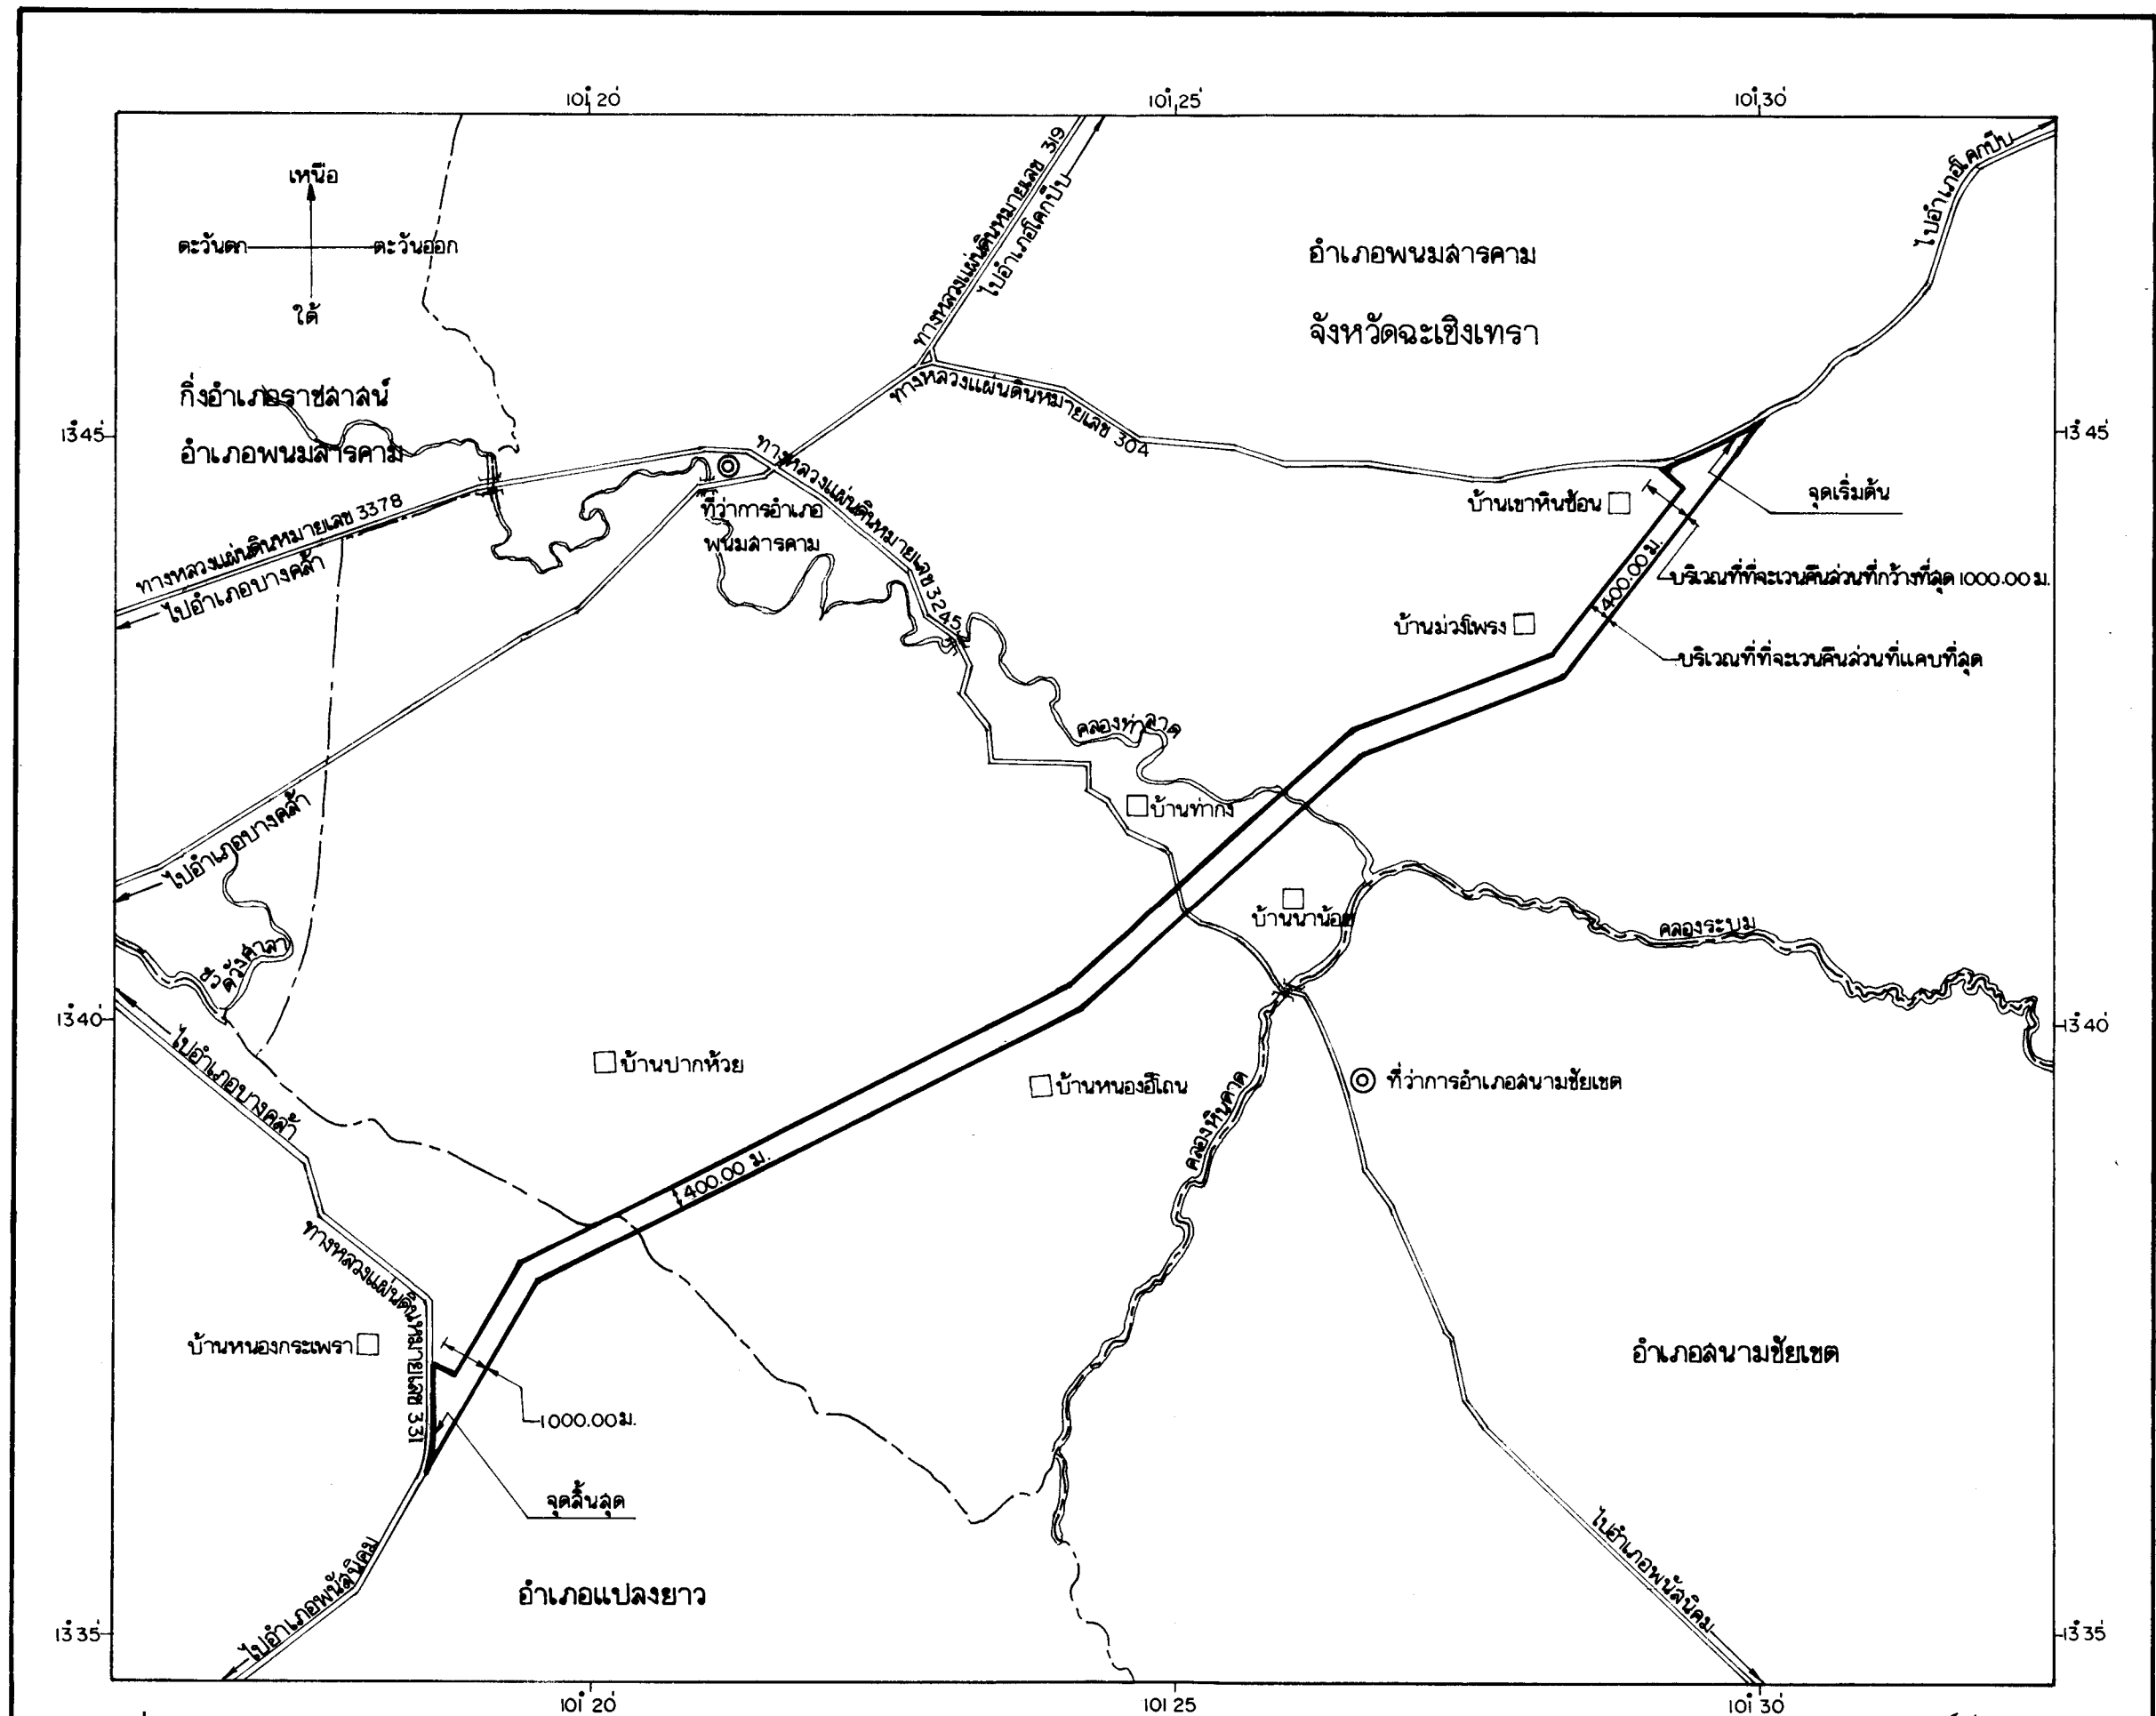 101° 20'
101° 25'
101° 30'
เหนือ
ตะวันตก
ตะวันออก
ใต้
ทางหลวงแผ่นดินหมายเลข 319
ไปอำเภอโคกปีบ
ไปอำเภอโคกปีบ
อำเภอพนมสารคาม
จังหวัดฉะเชิงเทรา
กิ่งอำเภอราชสาส์น
อำเภอพนมสารคาม
ทางหลวงแผ่นดินหมายเลข 304
13° 45'
13° 45'
ทางหลวงแผ่นดินหมายเลข 3378
ไปอำเภอบางคล้า
ที่ว่าการอำเภอ
พนมสารคาม
ทางหลวงแผ่นดินหมายเลข 3245
บ้านเขาหินซ้อน
จุดเริ่มต้น
400.00 ม.
บริเวณที่ที่จะเวนคืนส่วนที่กว้างที่สุด 1000.00 ม.
บ้านม่วงโพรง
บริเวณที่ที่จะเวนคืนส่วนที่แคบที่สุด
คลองท่าลาด
บ้านท่ากง
ไปอำเภอบางคล้า
บ้านนาน้อย
คลองระบม
13° 40'
13° 40'
ไปอำเภอบางคล้า
บ้านปากห้วย
บ้านหนองอีโถน
ที่ว่าการอำเภอสนามชัยเขต
คลองหินดาด
400.00 ม.
ทางหลวงแผ่นดินหมายเลข 331
บ้านหนองกระเพรา
1000.00 ม.
อำเภอสนามชัยเขต
จุดสิ้นสุด
ไปอำเภอพนัสนิคม
อำเภอแปลงยาว
ไปอำเภอพนัสนิคม
13° 35'
13° 35'
101° 20'
101° 25'
101° 30'